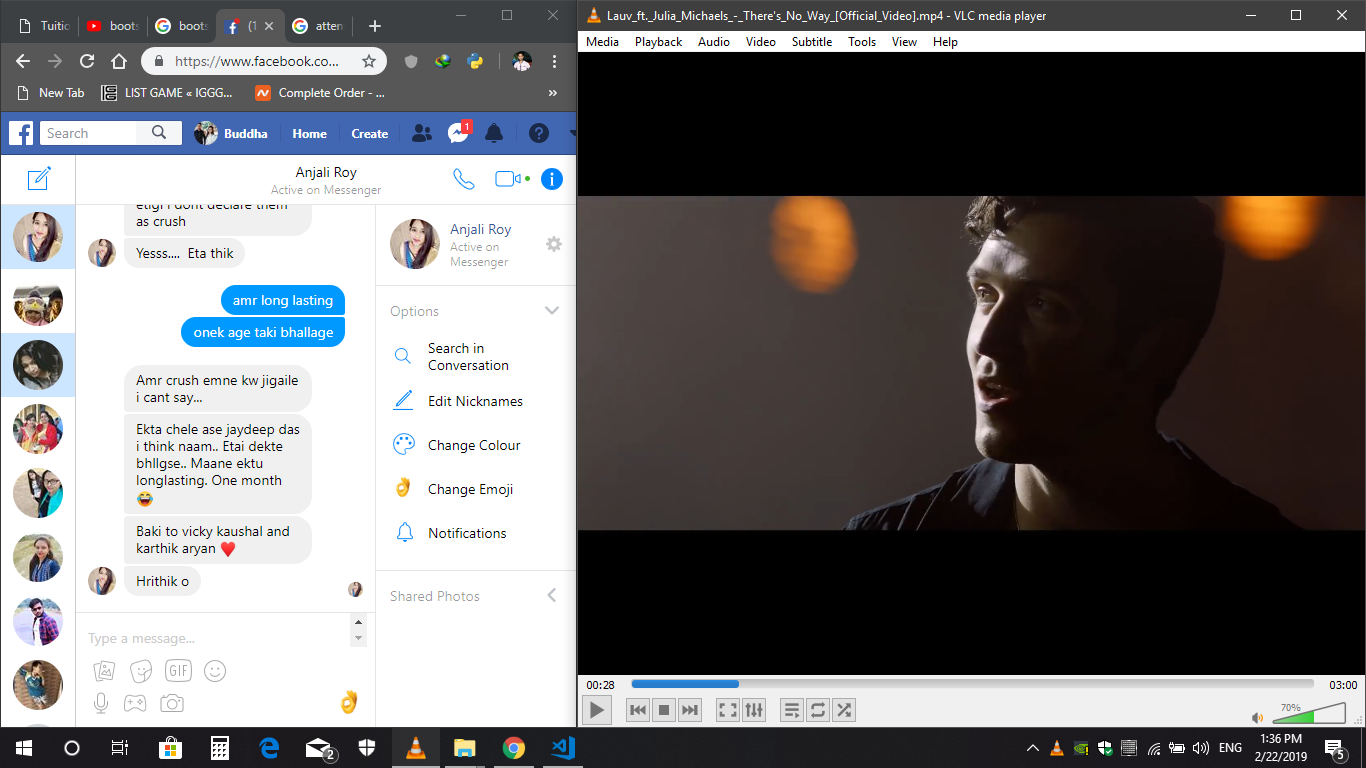 Tuitic
boots
boots
(1
atten
https://www.facebook.co...
New Tab
LIST GAME « IGGG...
Complete Order - ...
»
Search
Buddha
Home
Create
1
Anjali Roy
Active on Messenger
etigi i dont declare them
as crush
Yesss.... Eta thik
amr long lasting
onek age taki bhallage
Amr crush emne kw jigaile
i cant say...
Ekta chele ase jaydeep das
i think naam.. Etai dekte
bhllgse.. Maane ektu
longlasting. One month
😂
Baki to vicky kaushal and
karthik aryan ❤️
Hrithik o
Type a message...
GIF
Anjali Roy
Active on
Messenger
Options
Search in
Conversation
Edit Nicknames
Change Colour
Change Emoji
Notifications
Shared Photos
Lauv_ft._Julia_Michaels_-_There's_No_Way_[Official_Video].mp4 - VLC media player
Media Playback Audio Video Subtitle Tools View Help
00:28
03:00
70%
2
ENG
1:36 PM
2/22/2019
5